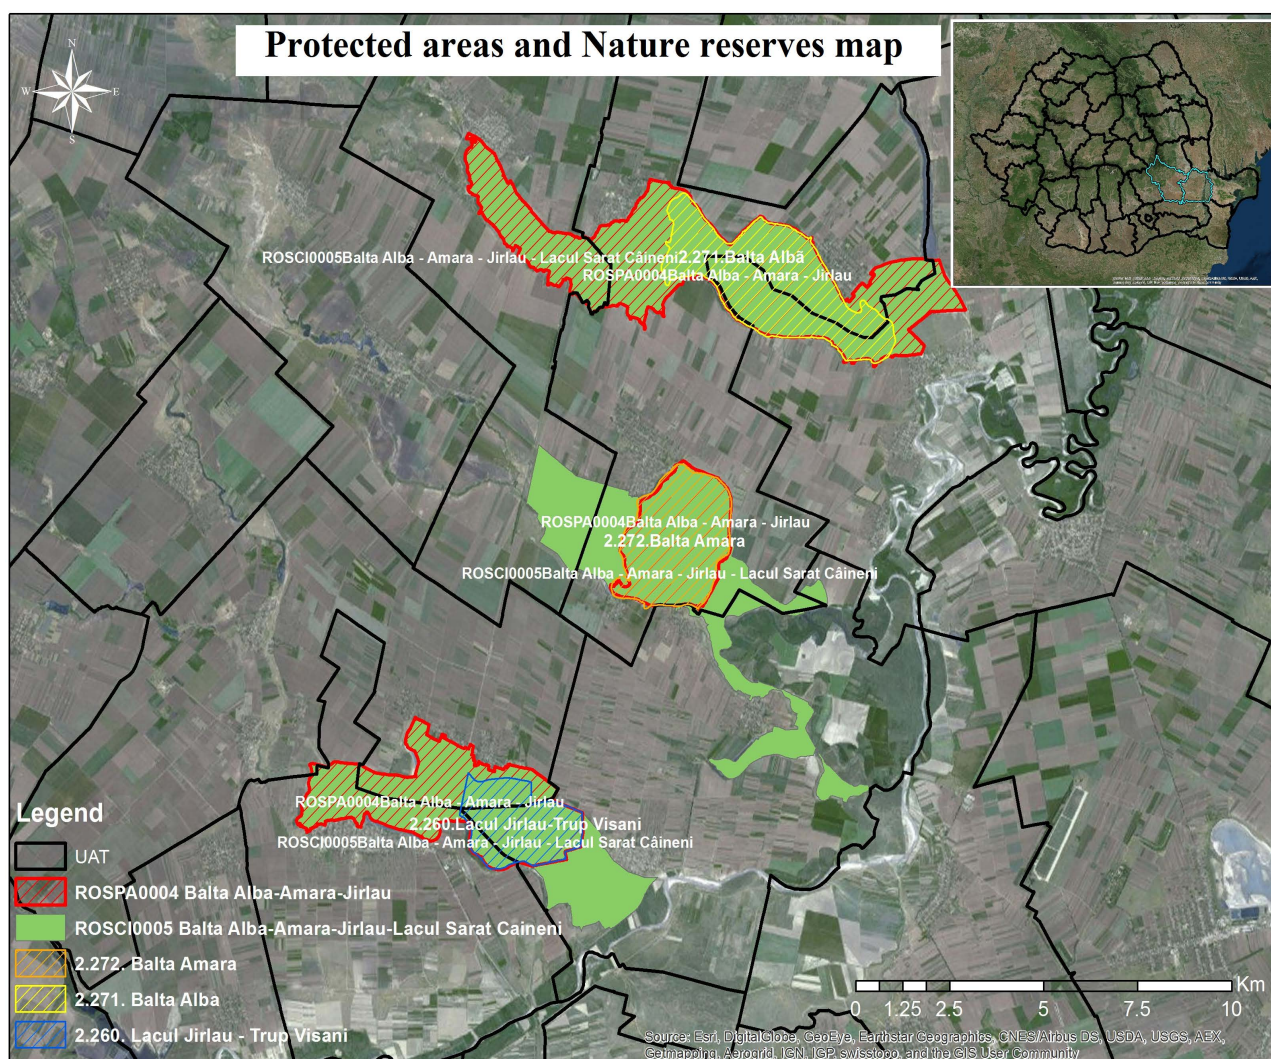 Protected areas and Nature reserves map
N
W
E
S
ROSCI0005Balta Alba - Amara - Jirlau - Lacul Sarat Câineni
2.271.Balta Albă
ROSPA0004Balta Alba - Amara - Jirlau
ROSPA0004Balta Alba - Amara - Jirlau
2.272.Balta Amara
ROSCI0005Balta Alba - Amara - Jirlau - Lacul Sarat Câineni
ROSPA0004Balta Alba - Amara - Jirlau
2.260.Lacul Jirlau-Trup Visani
ROSCI0005Balta Alba - Amara - Jirlau - Lacul Sarat Câineni
Legend
UAT
ROSPA0004 Balta Alba-Amara-Jirlau
ROSCI0005 Balta Alba-Amara-Jirlau-Lacul Sarat Caineni
2.272. Balta Amara
2.271. Balta Alba
2.260. Lacul Jirlau - Trup Visani
Km
0 1.25 2.5 5 7.5 10
Source: Esri, DigitalGlobe, GeoEye, Earthstar Geographics, CNES/Airbus DS, USDA, USGS, AEX,
Getmapping, Aerogrid, IGN, IGP, swisstopo, and the GIS User Community